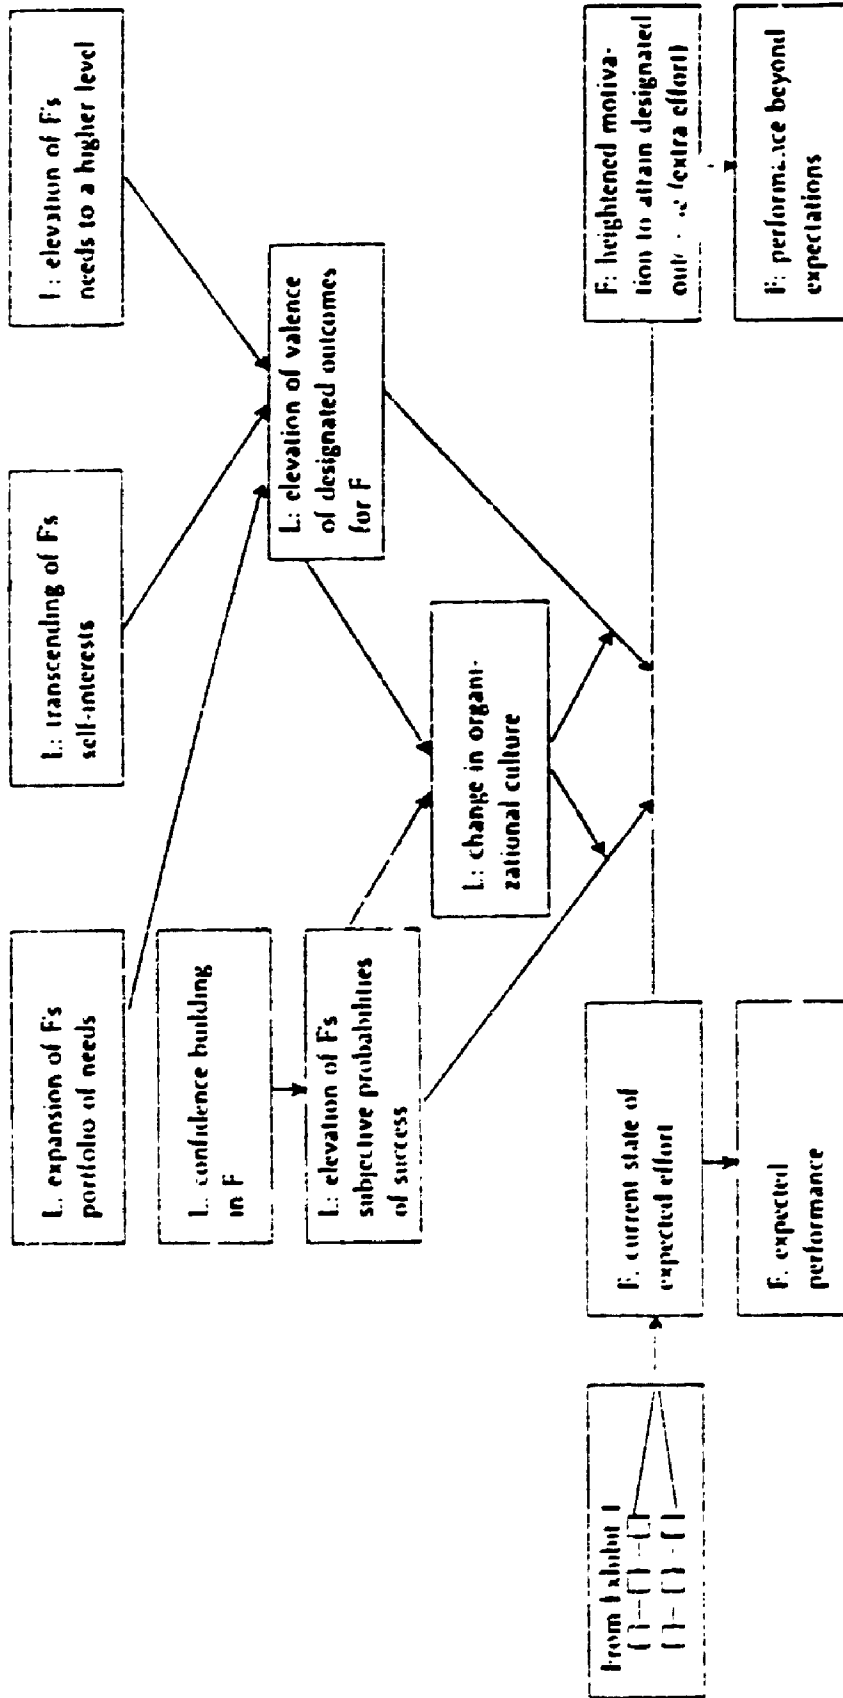 L. expansion of F's
portfolio of needs
L: transcending of F's
self-interests
L: elevation of F's
needs to a higher level
L. confidence building
in F
L: elevation of F's
subjective probabilities
of success
L: elevation of valence
of designated outcomes
for F
L: change in organi-
zational culture
From Exhibit 1
{ }-{ }-{ }
{ }-{ }-{ }
F. current state of
expected effort
F: heightened motiva-
tion to attain designated
(extra effort)
F. expected
performance
F: performance beyond
expectations